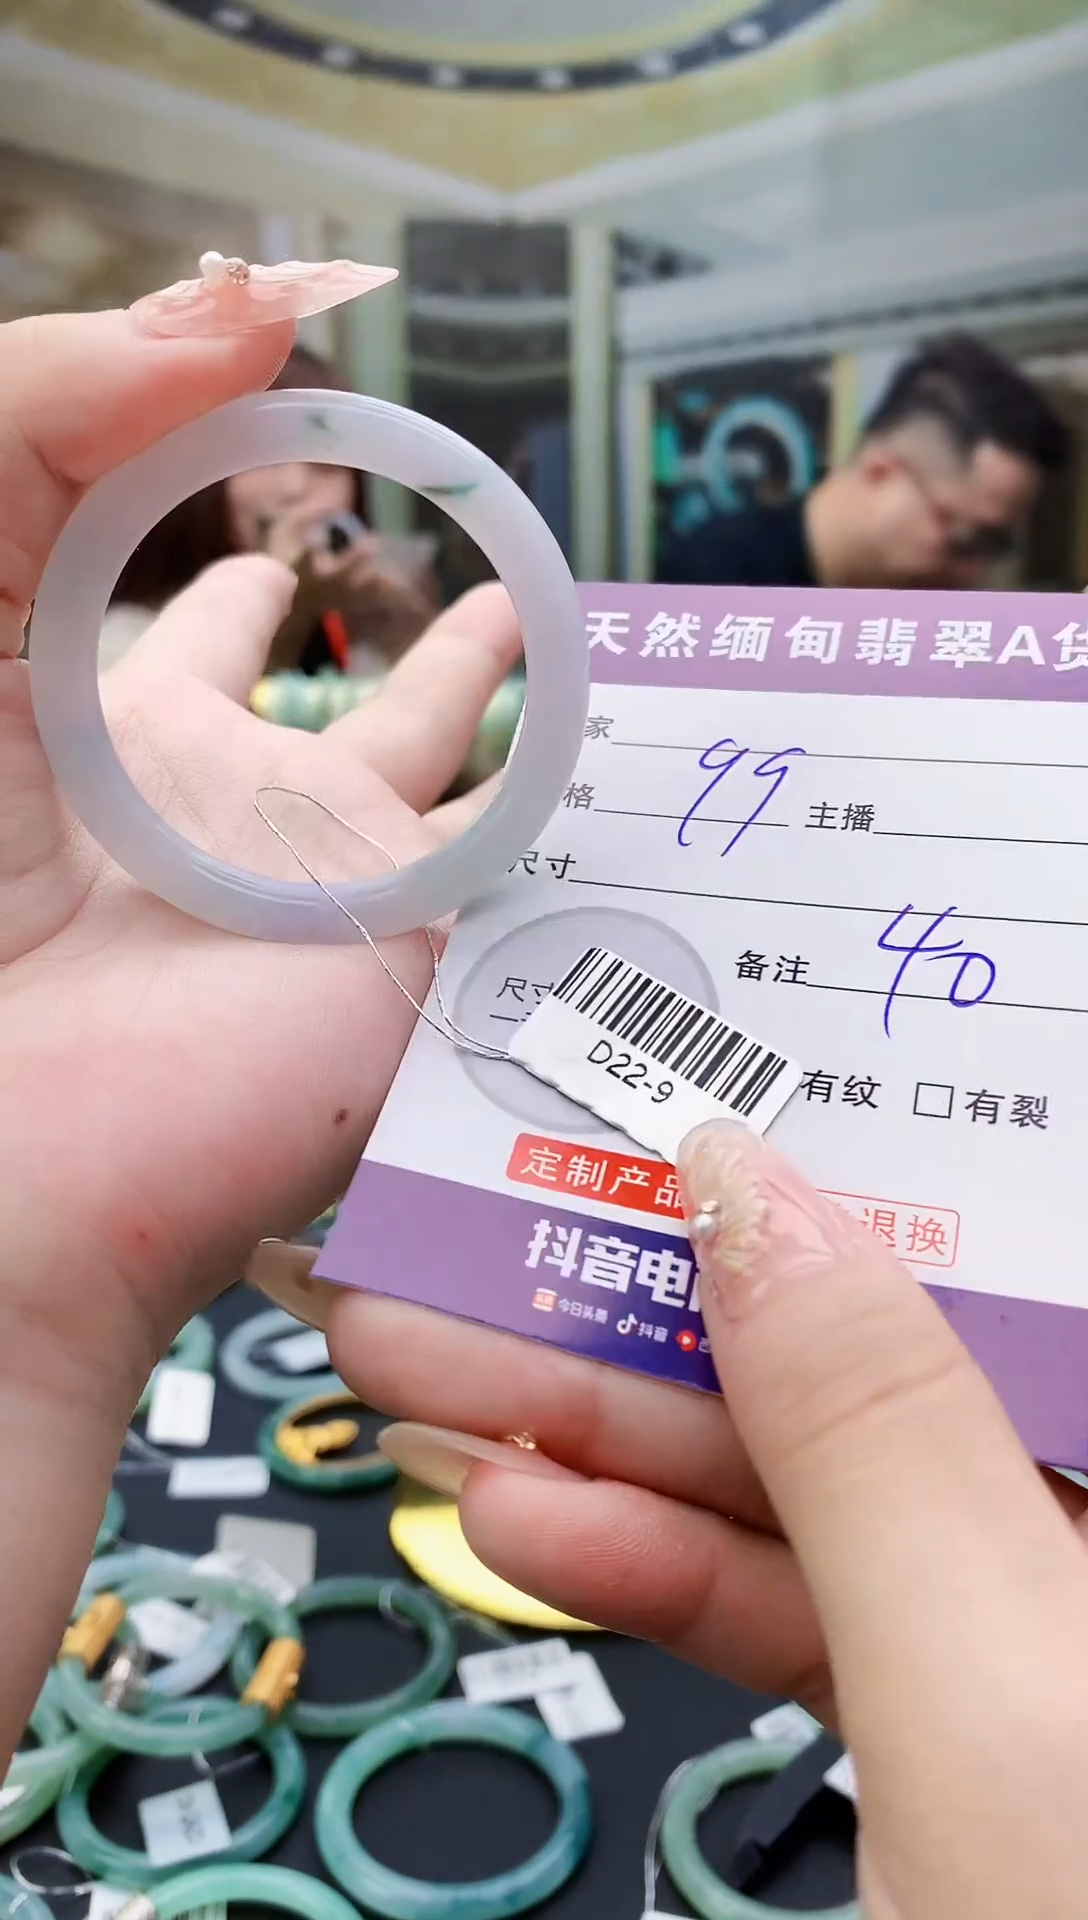 天然缅甸翡翠A货
家
格 99 主播
尺寸
备注 40
尺寸
D22-9
有纹 □有裂
定制产品
退换
抖音电
今日头条 抖音